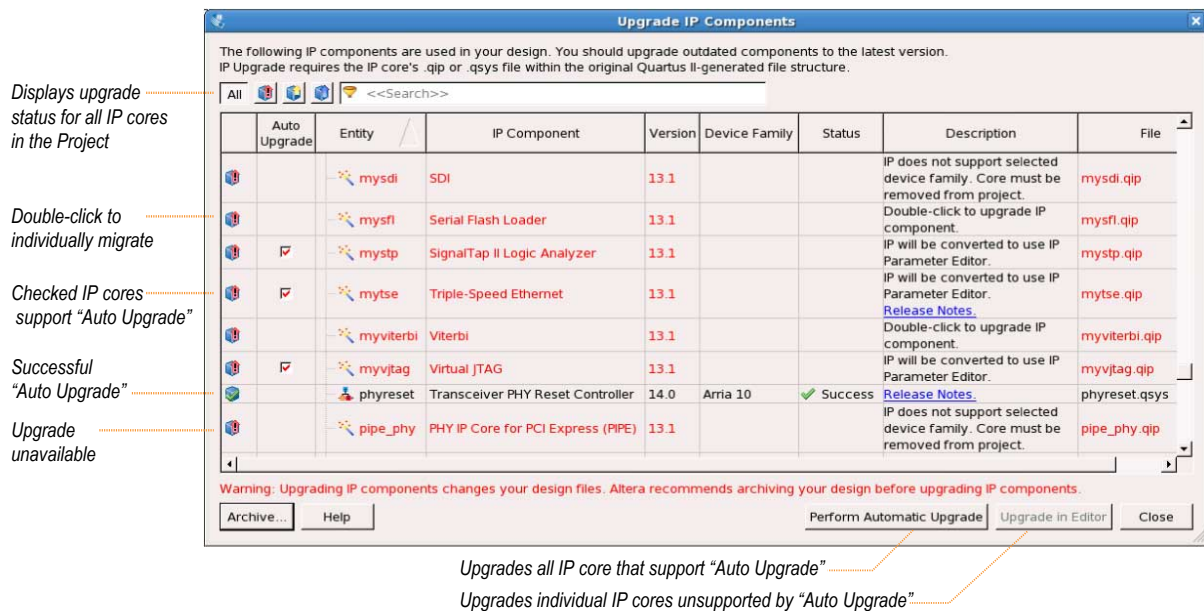 Upgrade IP Components
The following IP components are used in your design. You should upgrade outdated components to the latest version.
IP Upgrade requires the IP core's .qip or .qsys file within the original Quartus II-generated file structure.
Displays upgrade
status for all IP cores
in the Project
All <<Search>>
Auto
Upgrade Entity IP Component Version Device Family Status Description File
IP does not support selected
mysdi SDI 13.1 device family. Core must be mysdi.qip
removed from project.
Double-click to
individually migrate
Double-click to upgrade IP
mysfl Serial Flash Loader 13.1 mysfl.qip
component.
IP will be converted to use IP
mystp SignalTap II Logic Analyzer 13.1 mystp.qip
Parameter Editor.
Checked IP cores
support “Auto Upgrade”
IP will be converted to use IP
mytse Triple-Speed Ethernet 13.1 Parameter Editor. mytse.qip
Release Notes.
Double-click to upgrade IP
myviterbi Viterbi 13.1 myviterbi.qip
component.
Successful
“Auto Upgrade”
IP will be converted to use IP
myvjtag Virtual JTAG 13.1 myvjtag.qip
Parameter Editor.
phyreset Transceiver PHY Reset Controller 14.0 Arria 10 Success Release Notes. phyreset.qsys
Upgrade
unavailable
IP does not support selected
pipe_phy PHY IP Core for PCI Express (PIPE) 13.1 device family. Core must be pipe_phy.qip
removed from project.
Warning: Upgrading IP components changes your design files. Altera recommends archiving your design before upgrading IP components.
Archive... Help Perform Automatic Upgrade Upgrade in Editor Close
Upgrades all IP core that support “Auto Upgrade”
Upgrades individual IP cores unsupported by “Auto Upgrade”